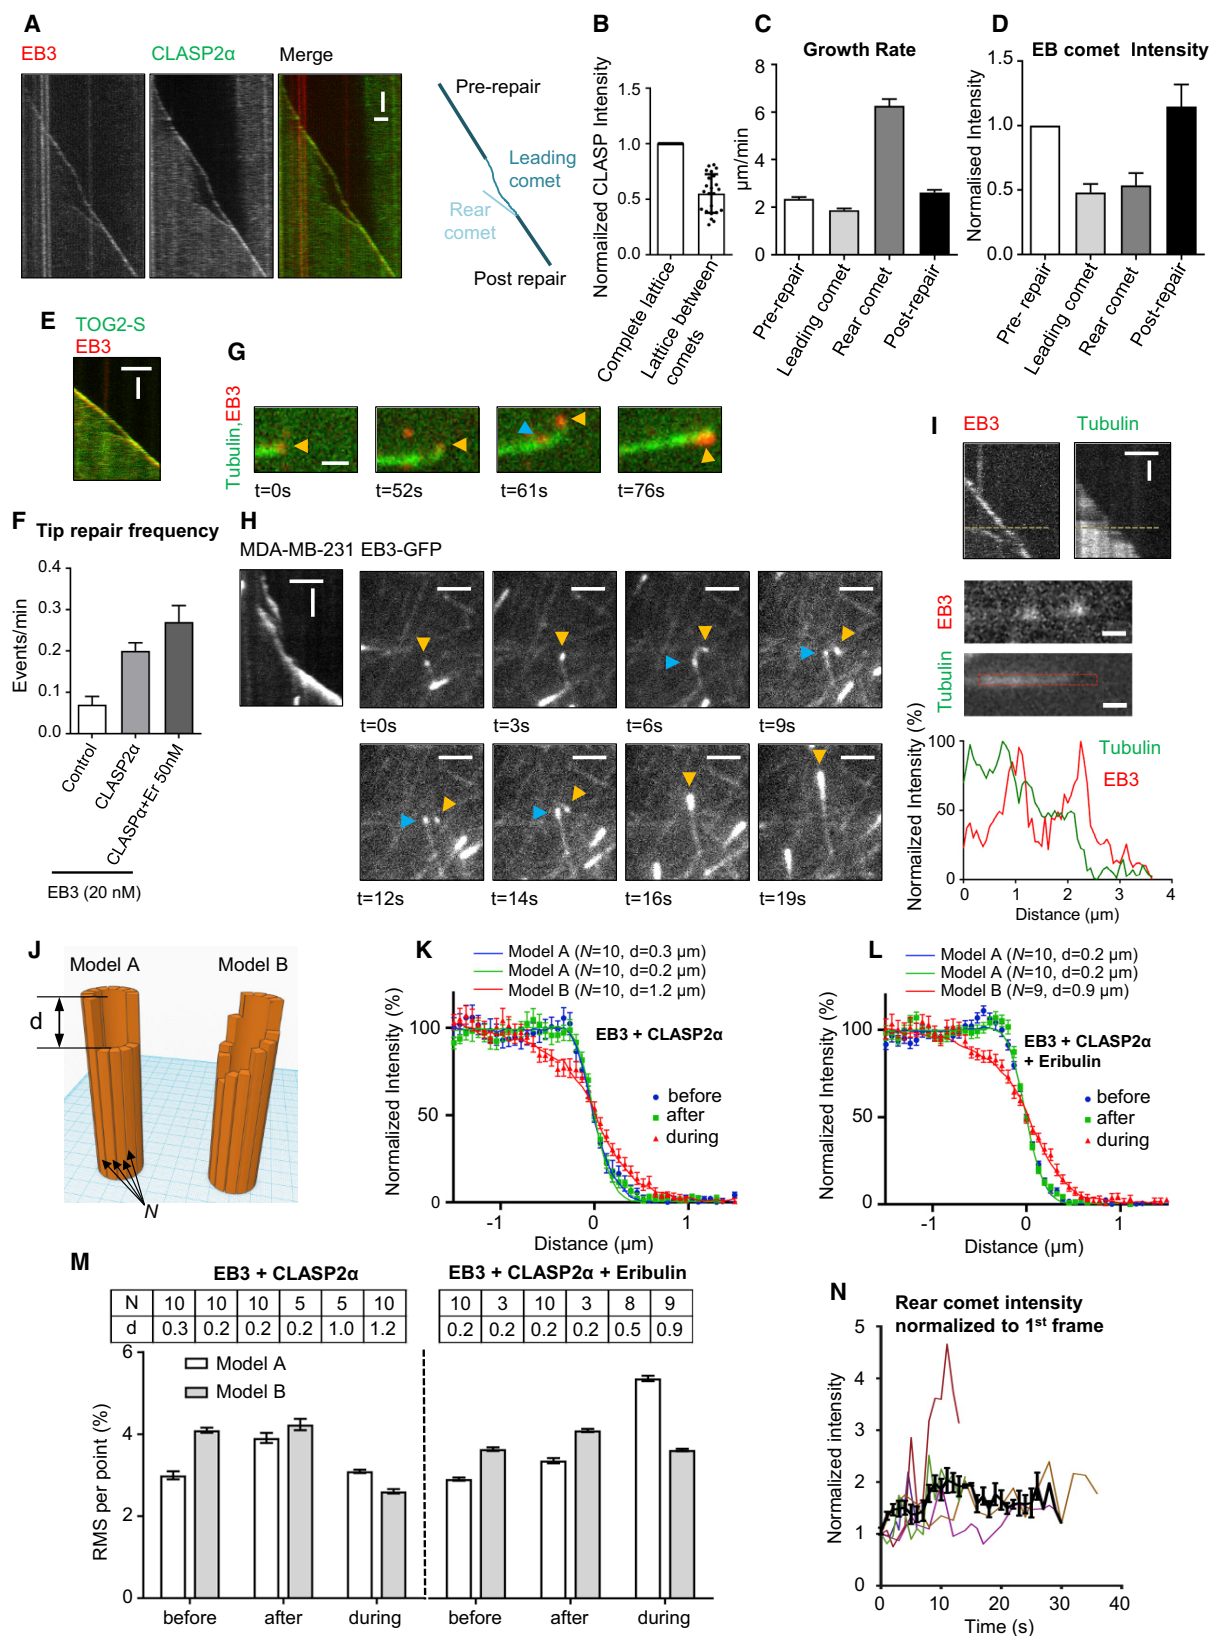 A
EB3
CLASP2α
Merge
Pre-repair
Leading
comet
Rear
comet
Post repair
B
Normalized CLASP Intensity
1.5
1.0
0.5
0.0
Complete lattice
Lattice between
comets
C
Growth Rate
µm/min
8
6
4
2
0
Pre-repair
Leading comet
Rear comet
Post-repair
D
EB comet Intensity
Normalised Intensity
1.5
1.0
0.5
0.0
Pre- repair
Leading comet
Rear comet
Post-repair
E
TOG2-S
EB3
G
Tubulin,EB3
t=0s
t=52s
t=61s
t=76s
F
Tip repair frequency
Events/min
0.4
0.3
0.2
0.1
0.0
Control
CLASP2α
CLASPα+Er 50nM
EB3 (20 nM)
H
MDA-MB-231 EB3-GFP
t=0s
t=3s
t=6s
t=9s
t=12s
t=14s
t=16s
t=19s
I
EB3
Tubulin
EB3
Tubulin
Normalized Intensity (%)
100
50
0
Tubulin
EB3
0
1
2
3
4
Distance (µm)
J
Model A
Model B
d
N
K
Model A (N=10, d=0.3 µm)
Model A (N=10, d=0.2 µm)
Model B (N=10, d=1.2 µm)
Normalized Intensity (%)
100
50
0
EB3 + CLASP2α
before
after
during
-1
0
1
Distance (µm)
L
Model A (N=10, d=0.2 µm)
Model A (N=10, d=0.2 µm)
Model B (N=9, d=0.9 µm)
Normalized Intensity (%)
100
50
0
EB3 + CLASP2α
+ Eribulin
before
after
during
-1
0
1
Distance (µm)
M
EB3 + CLASP2α
EB3 + CLASP2α + Eribulin
N 10 10 10 5 5 10 10 3 10 3 8 9
d 0.3 0.2 0.2 0.2 1.0 1.2 0.2 0.2 0.2 0.2 0.5 0.9
RMS per point (%)
6
4
2
0
Model A
Model B
before
after
during
before
after
during
N
Rear comet intensity
normalized to 1st frame
Normalized intensity
5
4
3
2
1
0
0
10
20
30
40
Time (s)